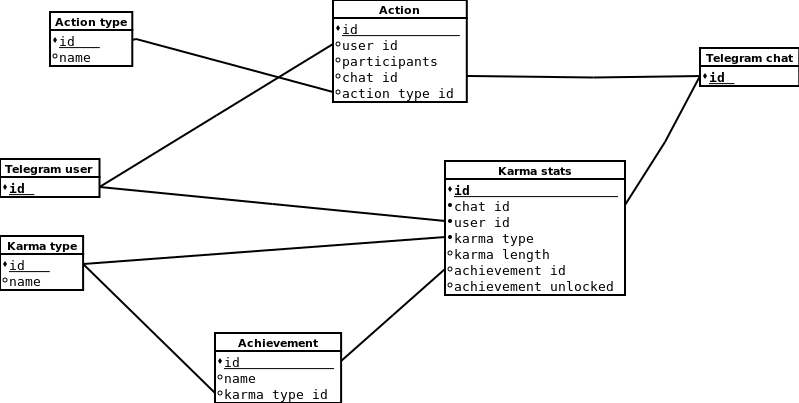 Action type
id
name
Action
id
user id
participants
chat id
action type id
Telegram chat
id
Telegram user
id
Karma stats
id
chat id
user id
karma type
karma length
achievement id
achievement unlocked
Karma type
id
name
Achievement
id
name
karma type id